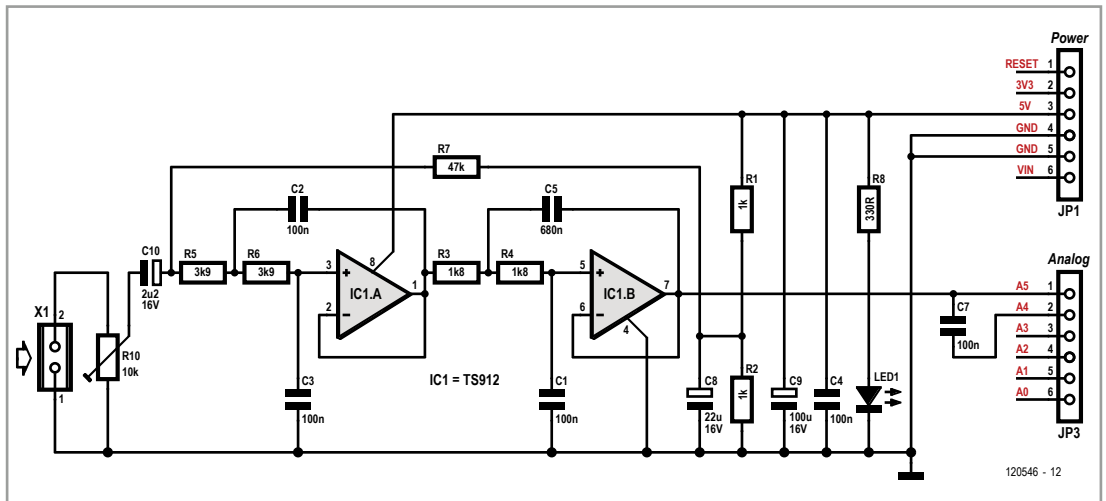 Power
RESET 1
3V3 2
5V 3
GND 4
GND 5
VIN 6
JP1
R7
47k
C2
100n
C5
680n
R1
1k
R8
330R
C10
2u2
16V
R5
3k9
R6
3k9
3
8
1
2
IC1.A
R3
1k8
R4
1k8
5
7
6
4
IC1.B
Analog
A5 1
A4 2
A3 3
A2 4
A1 5
A0 6
JP3
C7
100n
X1
2
1
R10
10k
IC1 = TS912
C3
100n
C1
100n
C8
22u
16V
R2
1k
C9
100u
16V
C4
100n
LED1
120546 - 12